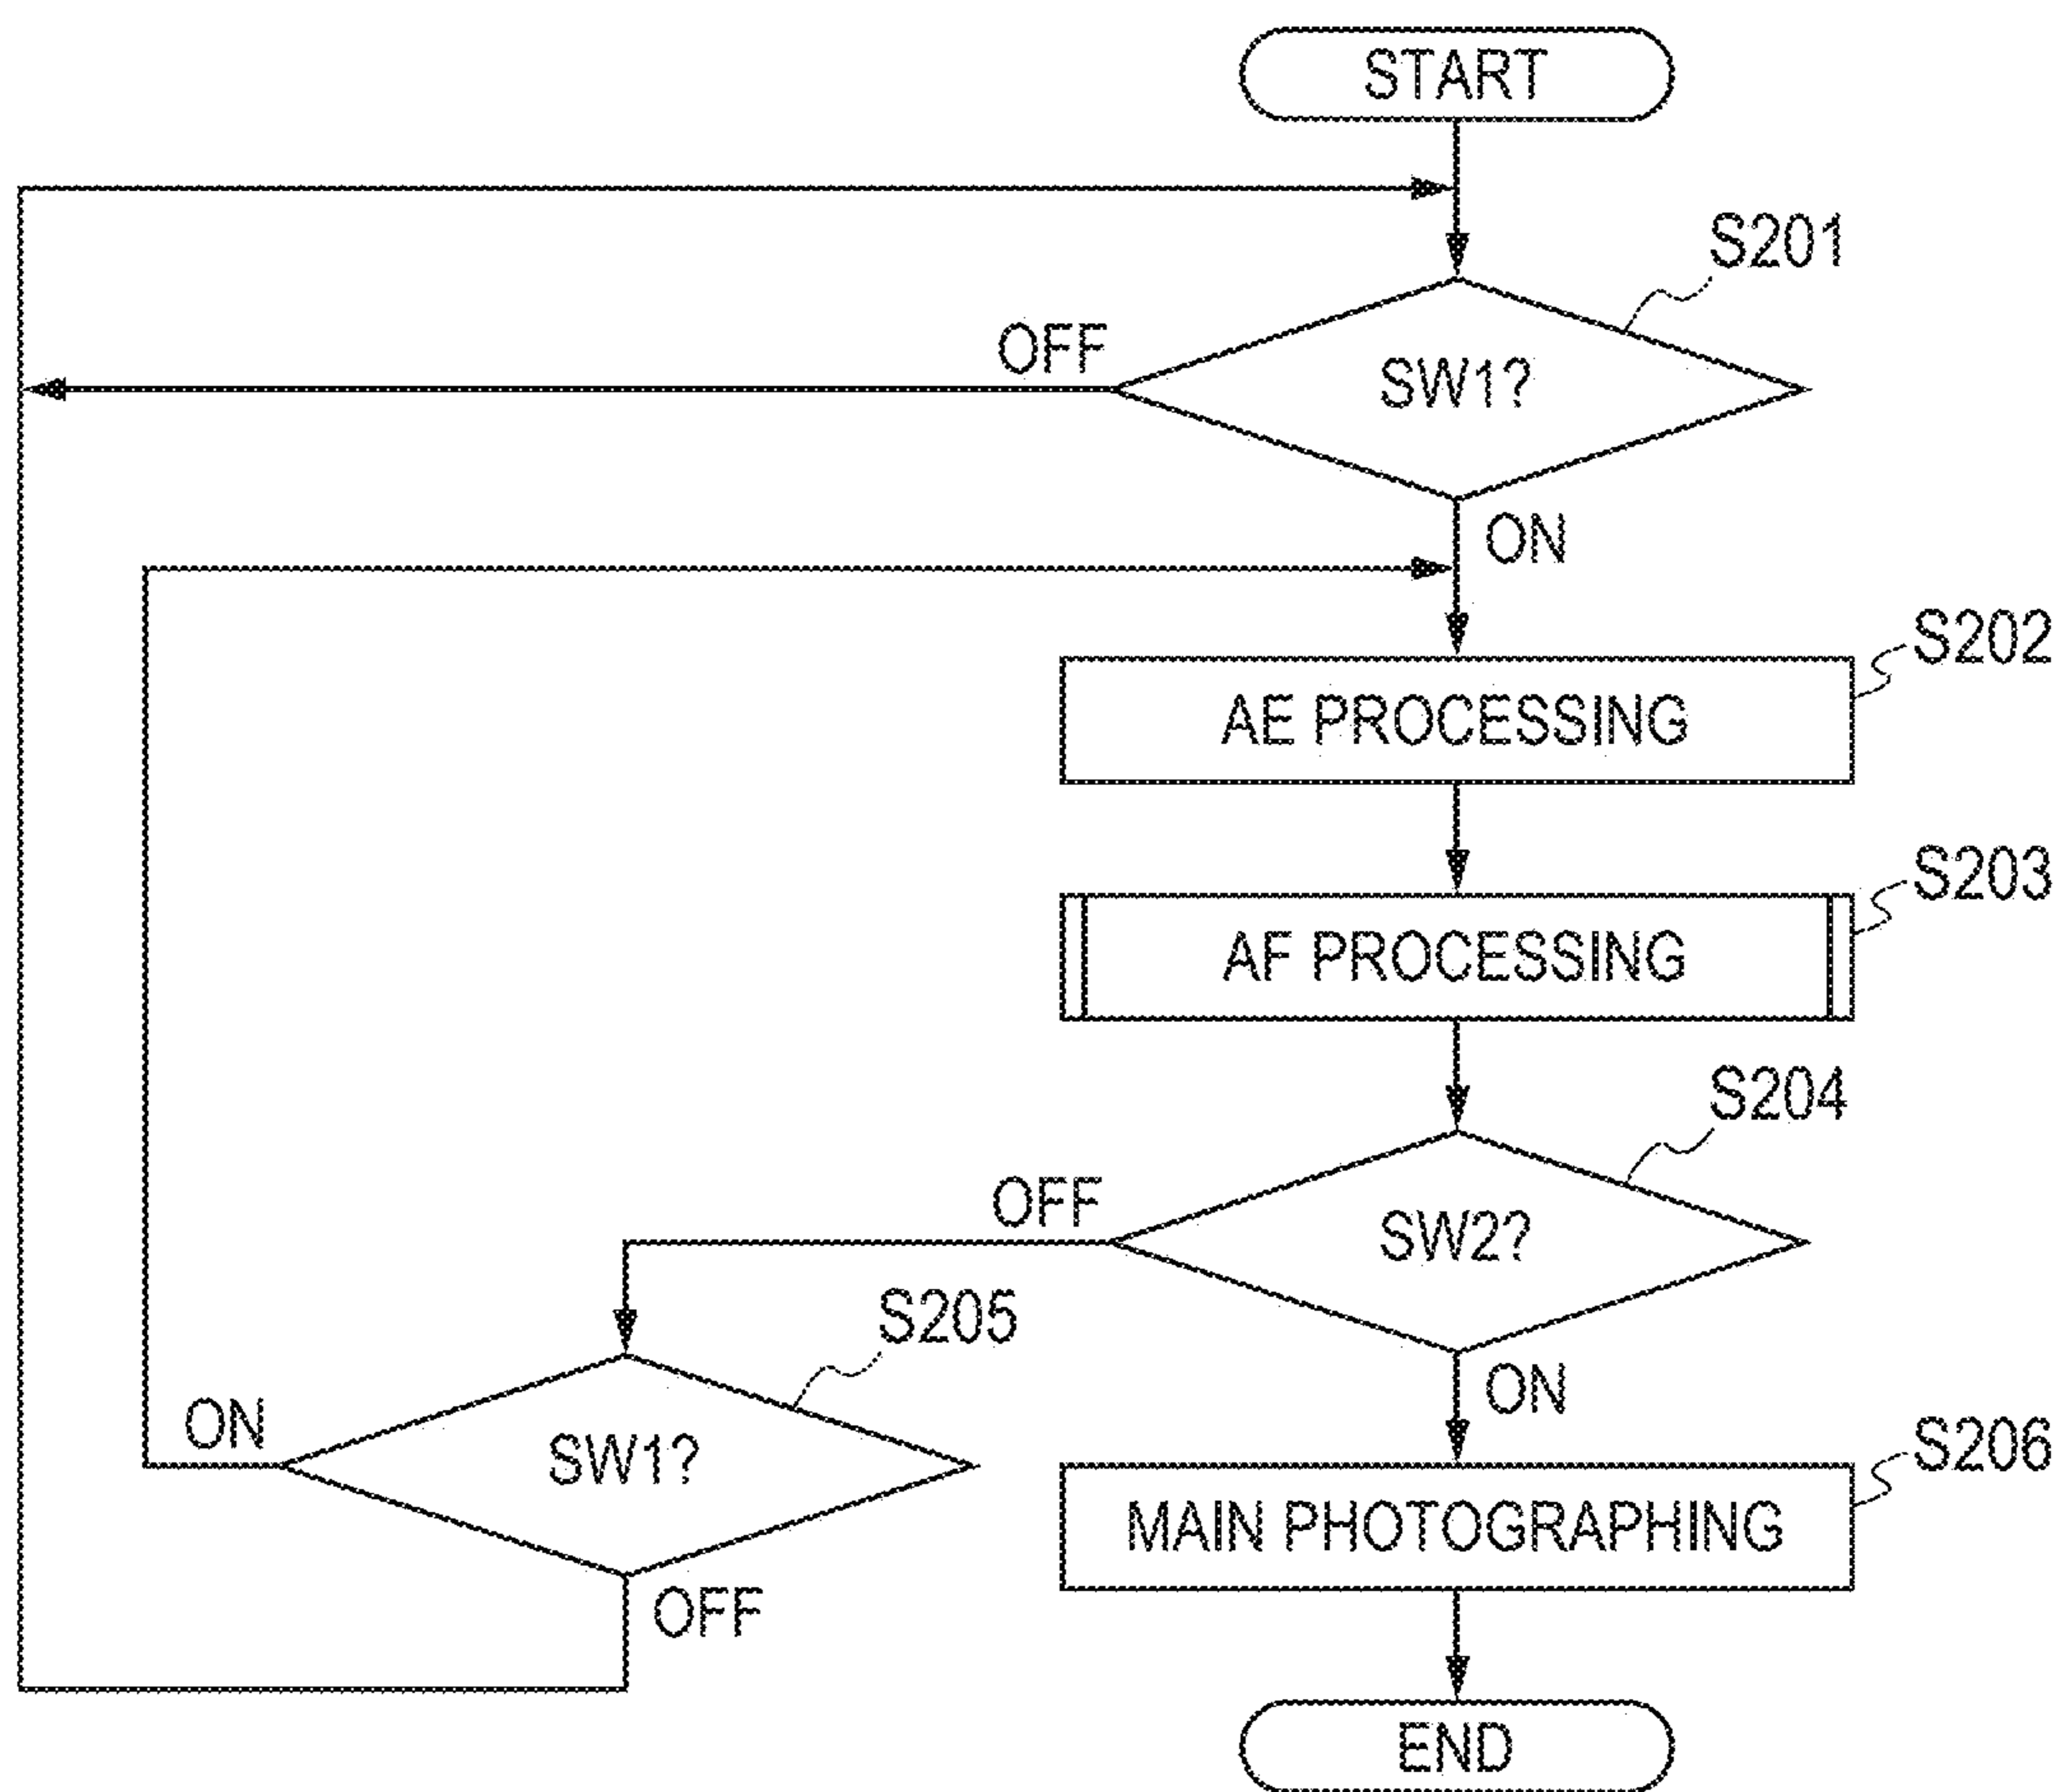 START
S201
OFF
SW1?
ON
S202
AE PROCESSING
S203
AF PROCESSING
S204
OFF
SW2?
S205
ON
ON
SW1?
S206
MAIN PHOTOGRAPHING
OFF
END